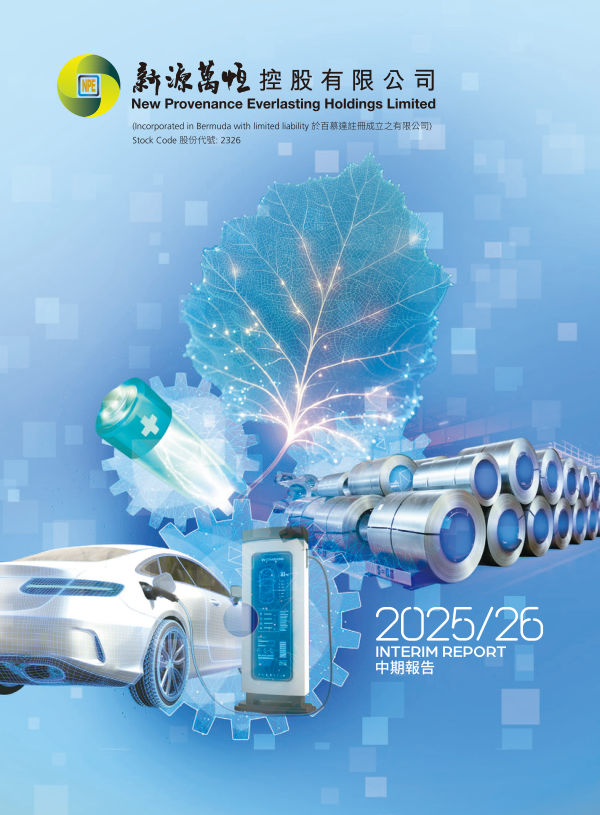 NPE
新源萬恒控股有限公司
New Provenance Everlasting Holdings Limited
(Incorporated in Bermuda with limited liability 於百慕達註冊成立之有限公司)
Stock Code 股份代號: 2326
2025/26
INTERIM REPORT
中期報告